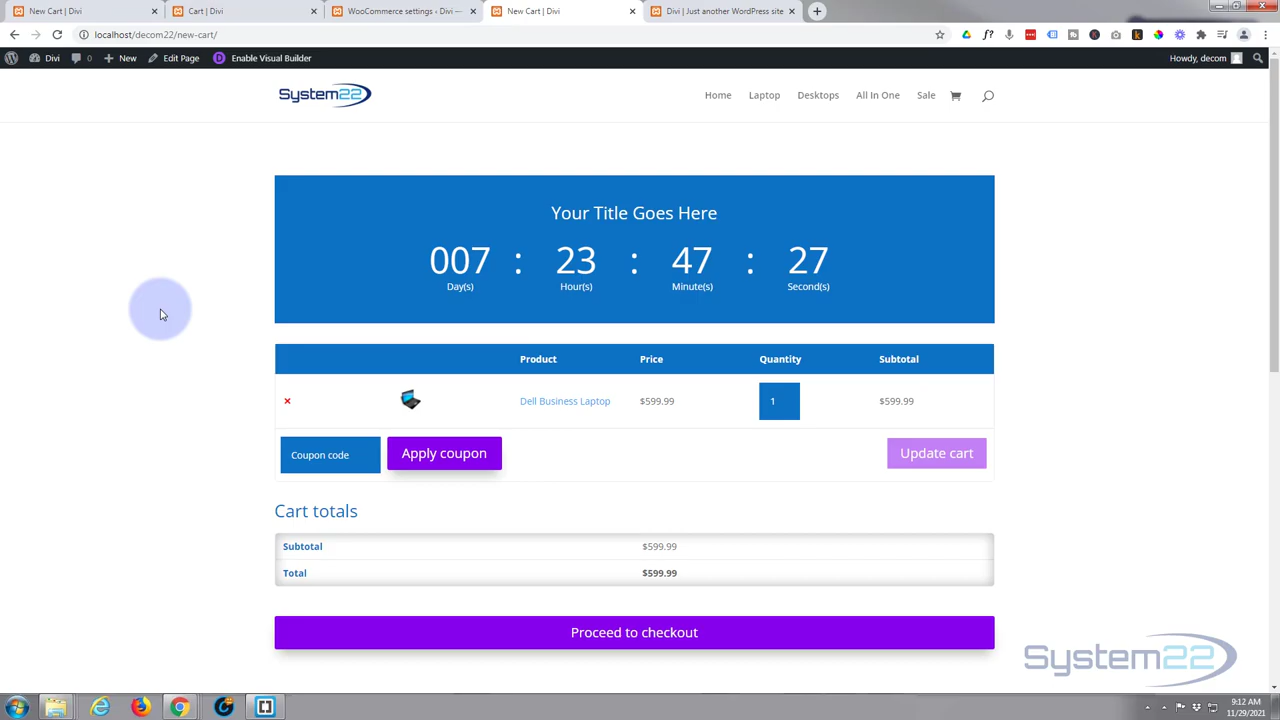 New Cart | Divi
Cart | Divi
WooCommerce settings ‹ Divi —
New Cart | Divi
Divi | Just another WordPress site
localhost/decom22/new-cart/
Divi
0
New
Edit Page
Enable Visual Builder
Howdy, decom
System22
Home
Laptop
Desktops
All In One
Sale
Your Title Goes Here
007 : 23 : 47 : 27
Day(s) Hour(s) Minute(s) Second(s)
Product Price Quantity Subtotal
× Dell Business Laptop $599.99 1 $599.99
Coupon code Apply coupon Update cart
Cart totals
Subtotal $599.99
Total $599.99
Proceed to checkout
System22
9:12 AM
11/29/2021